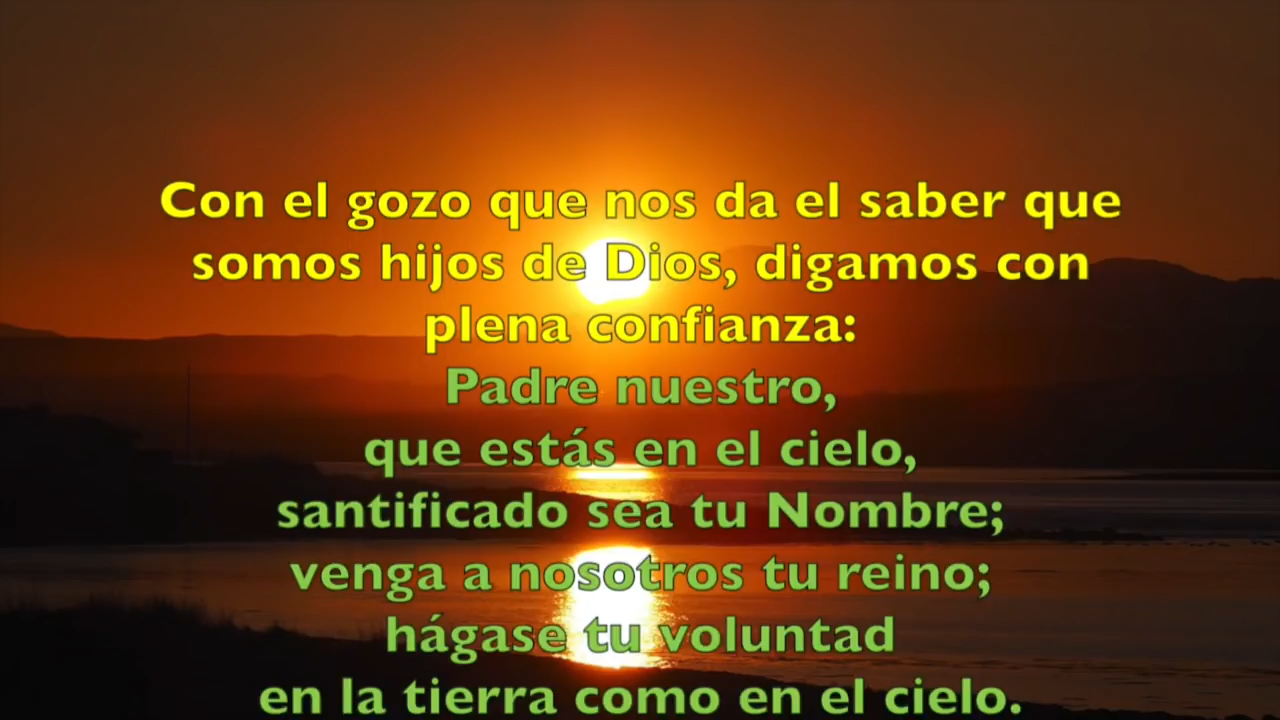 Con el gozo que nos da el saber que
somos hijos de Dios, digamos con
plena confianza:
Padre nuestro,
que estás en el cielo,
santificado sea tu Nombre;
venga a nosotros tu reino;
hágase tu voluntad
en la tierra como en el cielo.